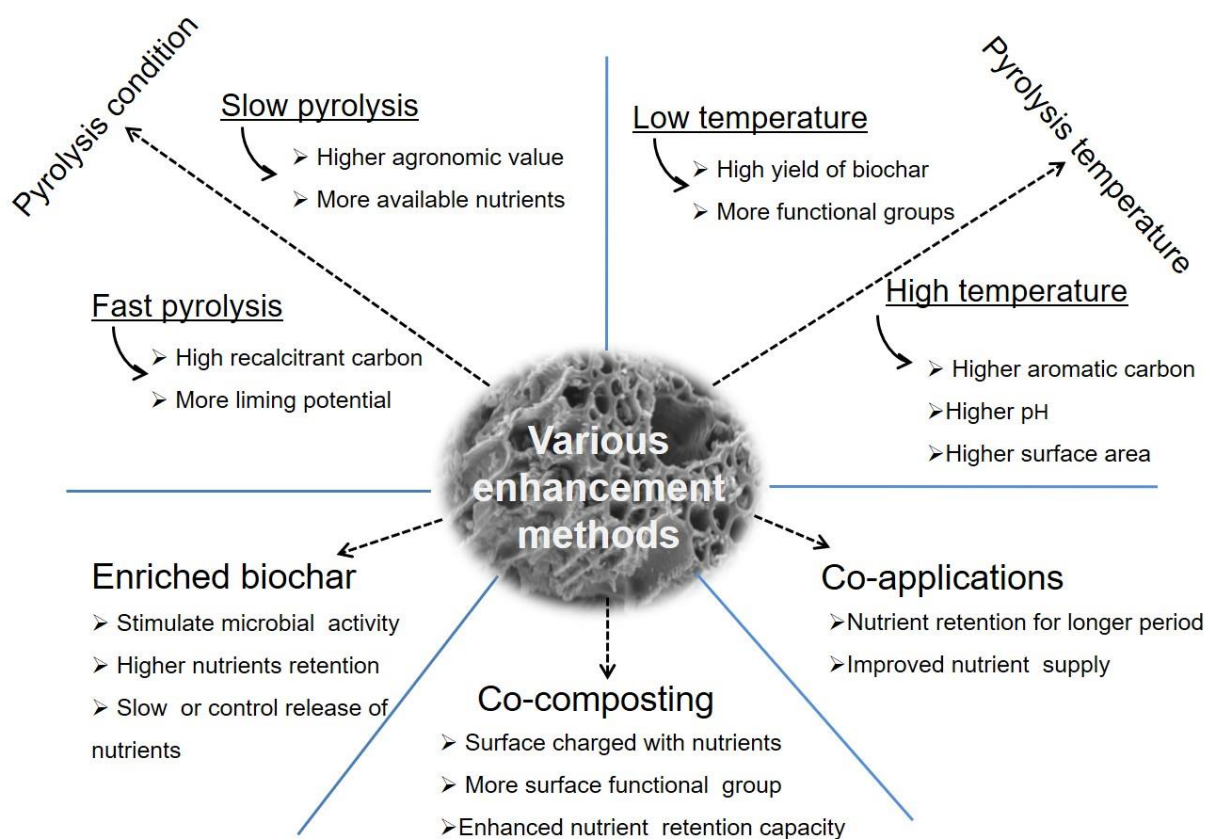 Pyrolysis condition
Slow pyrolysis
➢ Higher agronomic value
➢ More available nutrients
Fast pyrolysis
➢ High recalcitrant carbon
➢ More liming potential
Pyrolysis temperature
Low temperature
➢ High yield of biochar
➢ More functional groups
High temperature
➢ Higher aromatic carbon
➢Higher pH
➢Higher surface area
Various
enhancement
methods
Enriched biochar
➢ Stimulate microbial activity
➢ Higher nutrients retention
➢ Slow or control release of
nutrients
Co-composting
➢ Surface charged with nutrients
➢ More surface functional group
➢Enhanced nutrient retention capacity
Co-applications
➢Nutrient retention for longer period
➢Improved nutrient supply